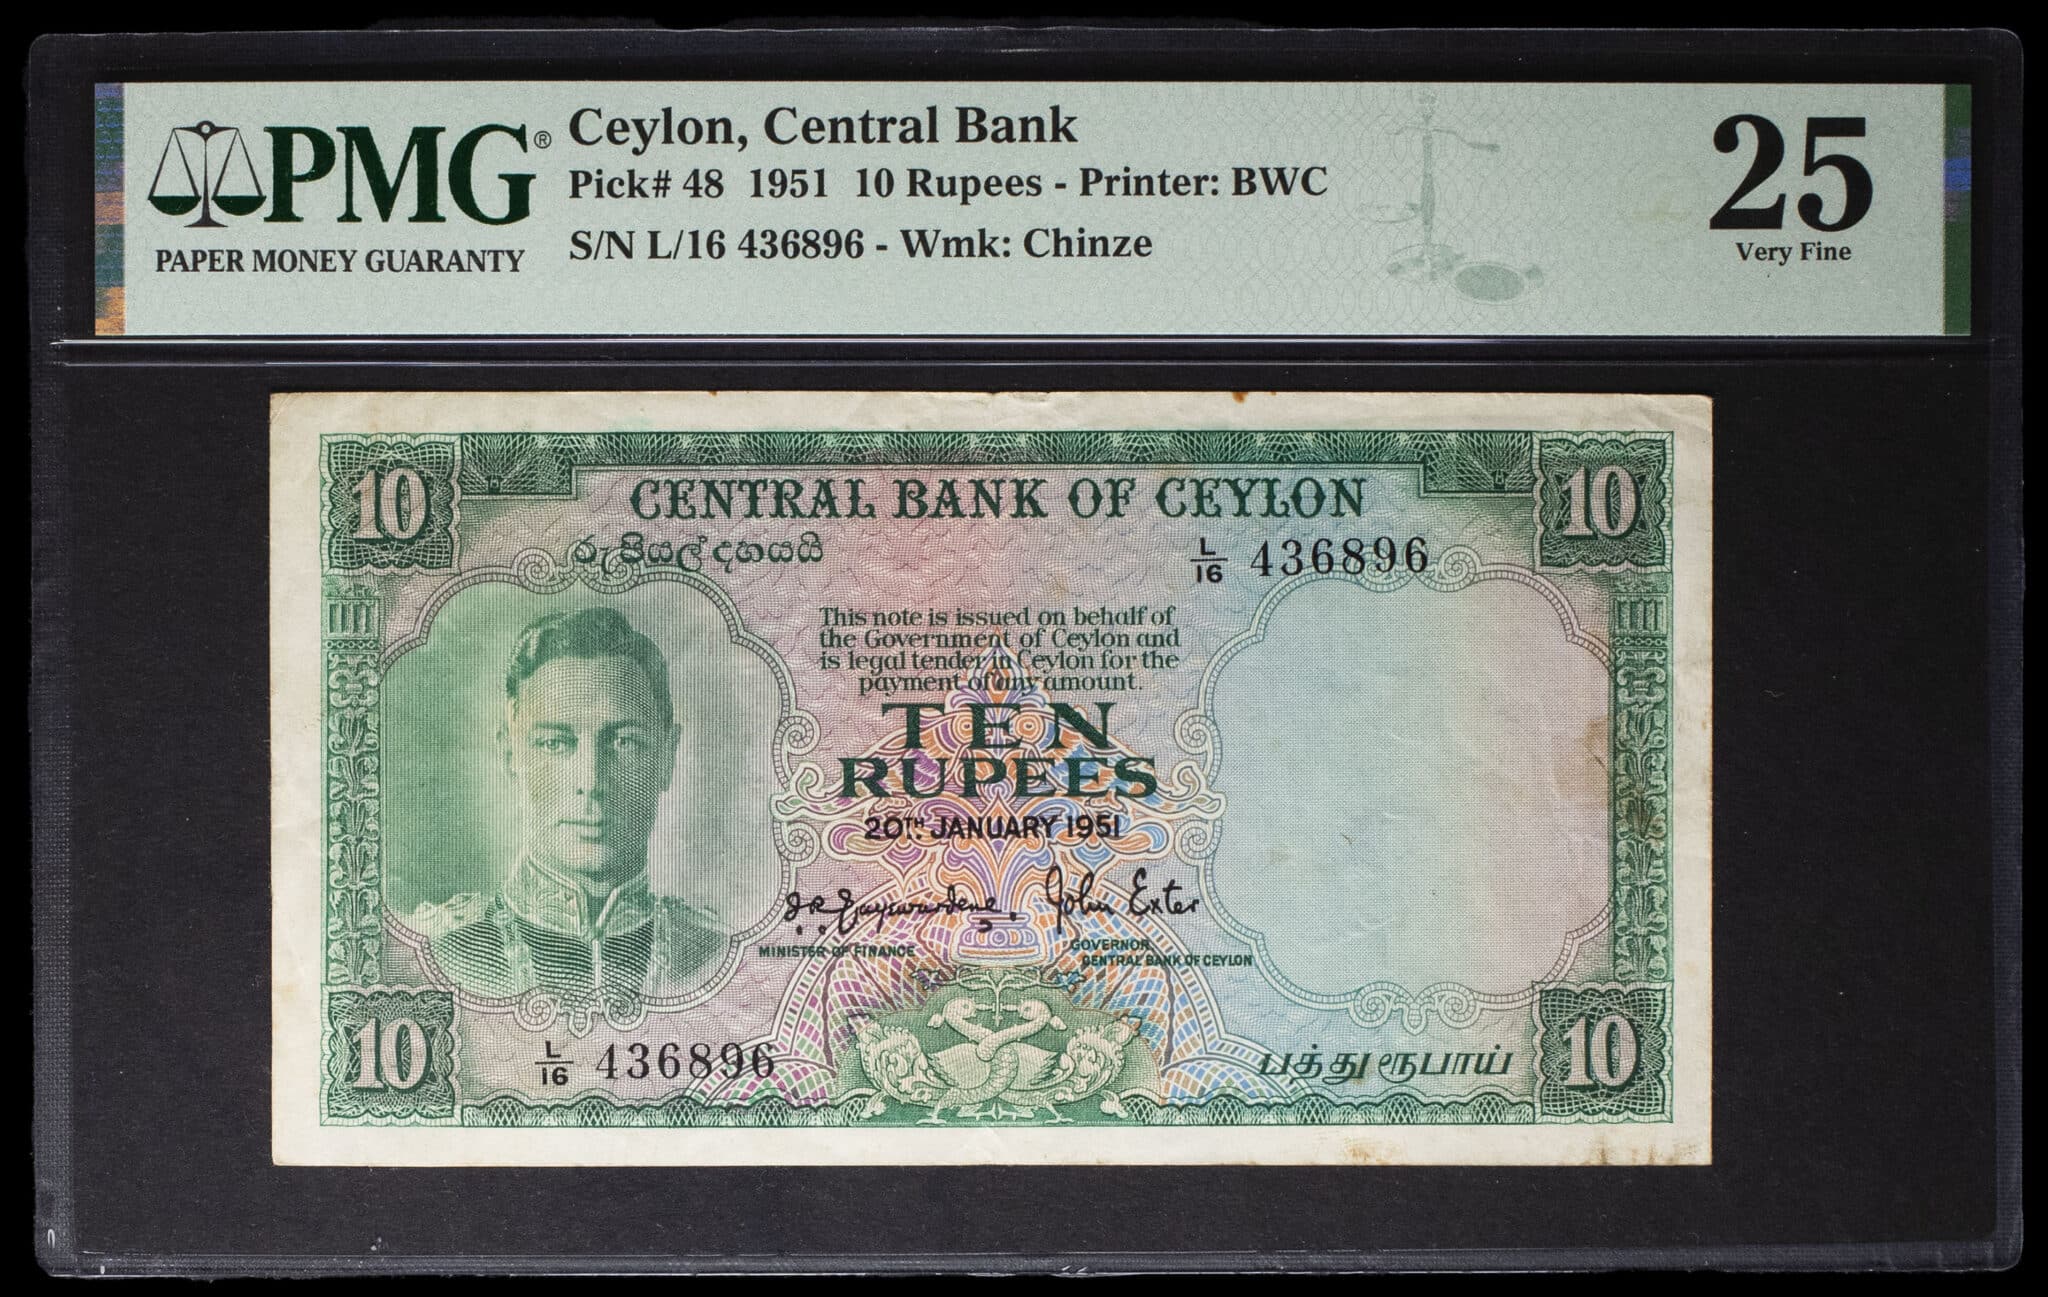 PMG®
PAPER MONEY GUARANTY
Ceylon, Central Bank
Pick# 48 1951 10 Rupees - Printer: BWC
S/N L/16 436896 - Wmk: Chinze
25
Very Fine
10
10
CENTRAL BANK OF CEYLON
රුපියල් දහයයි
L/16 436896
This note is issued on behalf of
the Government of Ceylon and
is legal tender in Ceylon for the
payment of any amount.
TEN
RUPEES
20TH JANUARY 1951
J R Jayewardene
John Exter
MINISTER OF FINANCE
GOVERNOR,
CENTRAL BANK OF CEYLON
L/16 436896
பத்து ரூபாய்
10
10